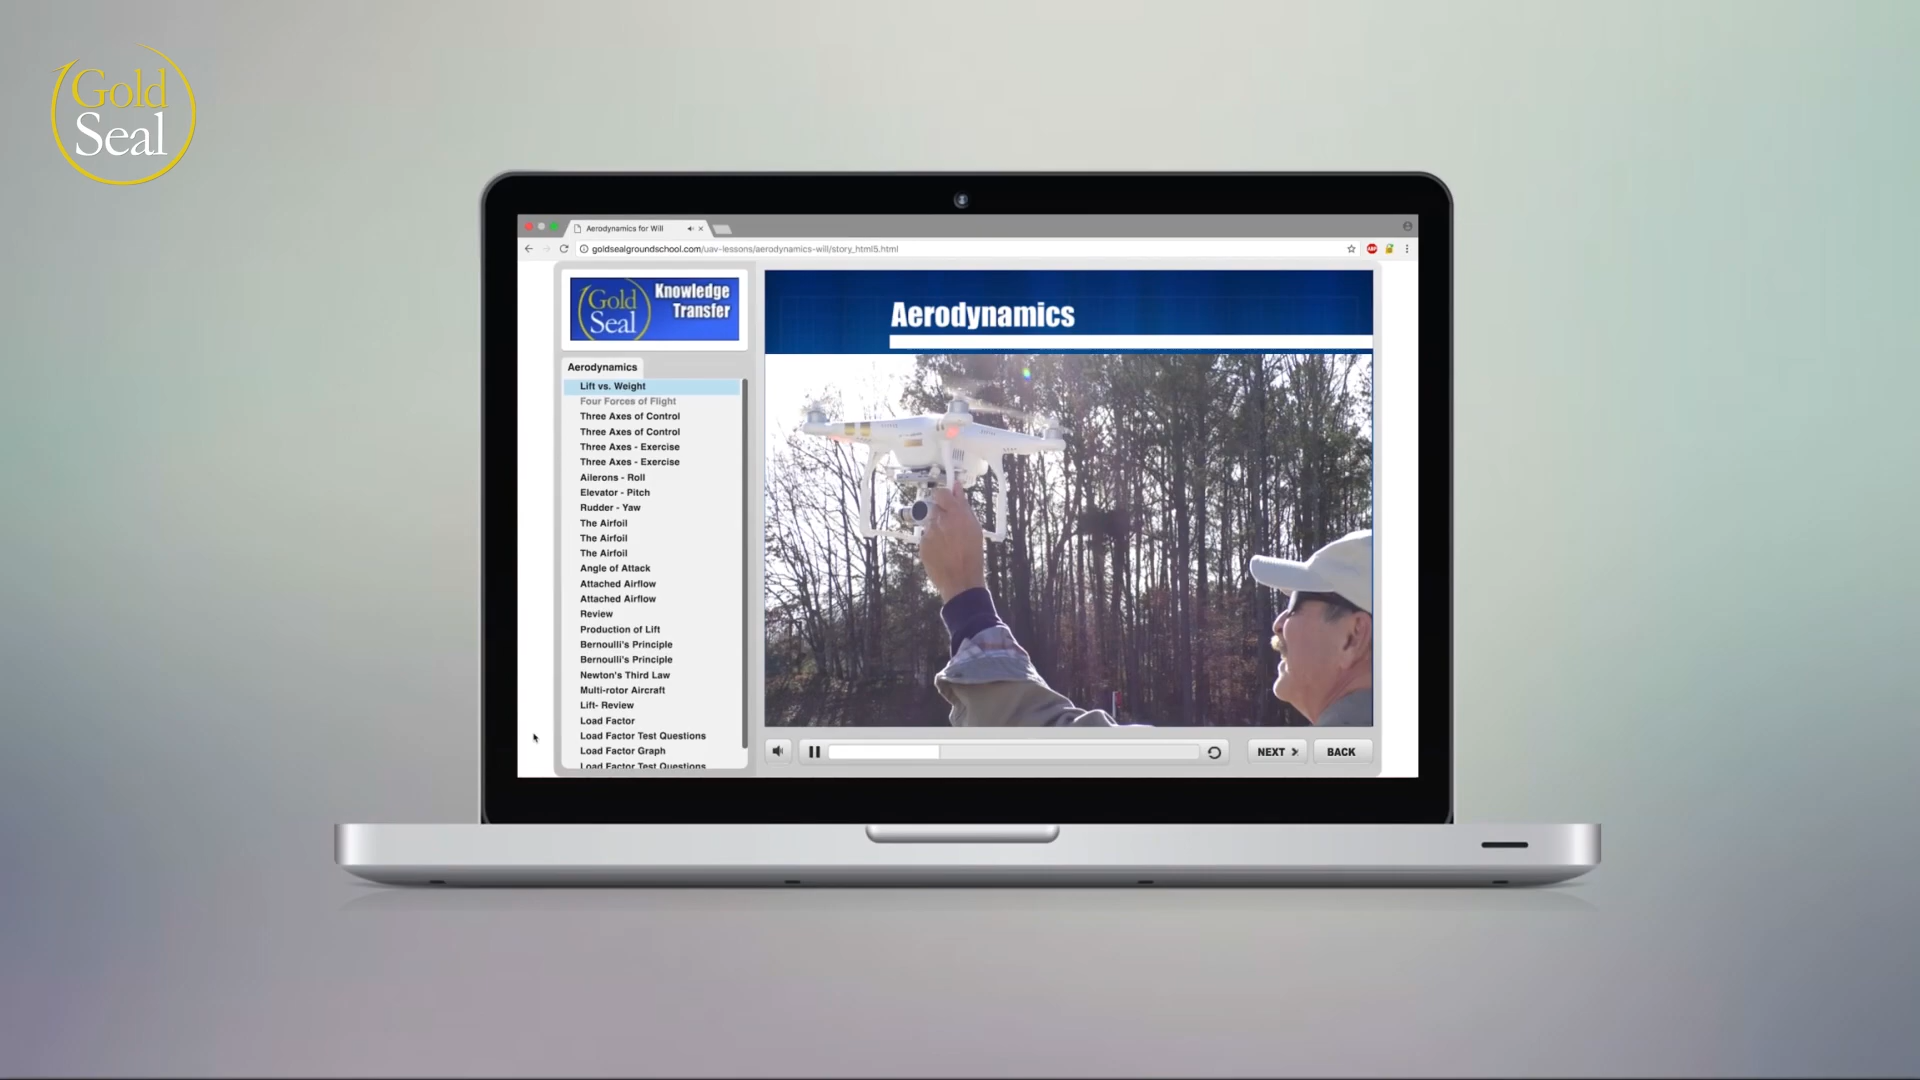 Gold
Seal
Aerodynamics for Will
goldsealgroundschool.com/uav-lessons/aerodynamics-will/story_html5.html
ABP
Gold
Seal
Knowledge
Transfer
Aerodynamics
Aerodynamics
Lift vs. Weight
Four Forces of Flight
Three Axes of Control
Three Axes of Control
Three Axes - Exercise
Three Axes - Exercise
Ailerons - Roll
Elevator - Pitch
Rudder - Yaw
The Airfoil
The Airfoil
The Airfoil
Angle of Attack
Attached Airflow
Attached Airflow
Review
Production of Lift
Bernoulli's Principle
Bernoulli's Principle
Newton's Third Law
Multi-rotor Aircraft
Lift- Review
Load Factor
Load Factor Test Questions
Load Factor Graph
Load Factor Test Questions
NEXT
BACK